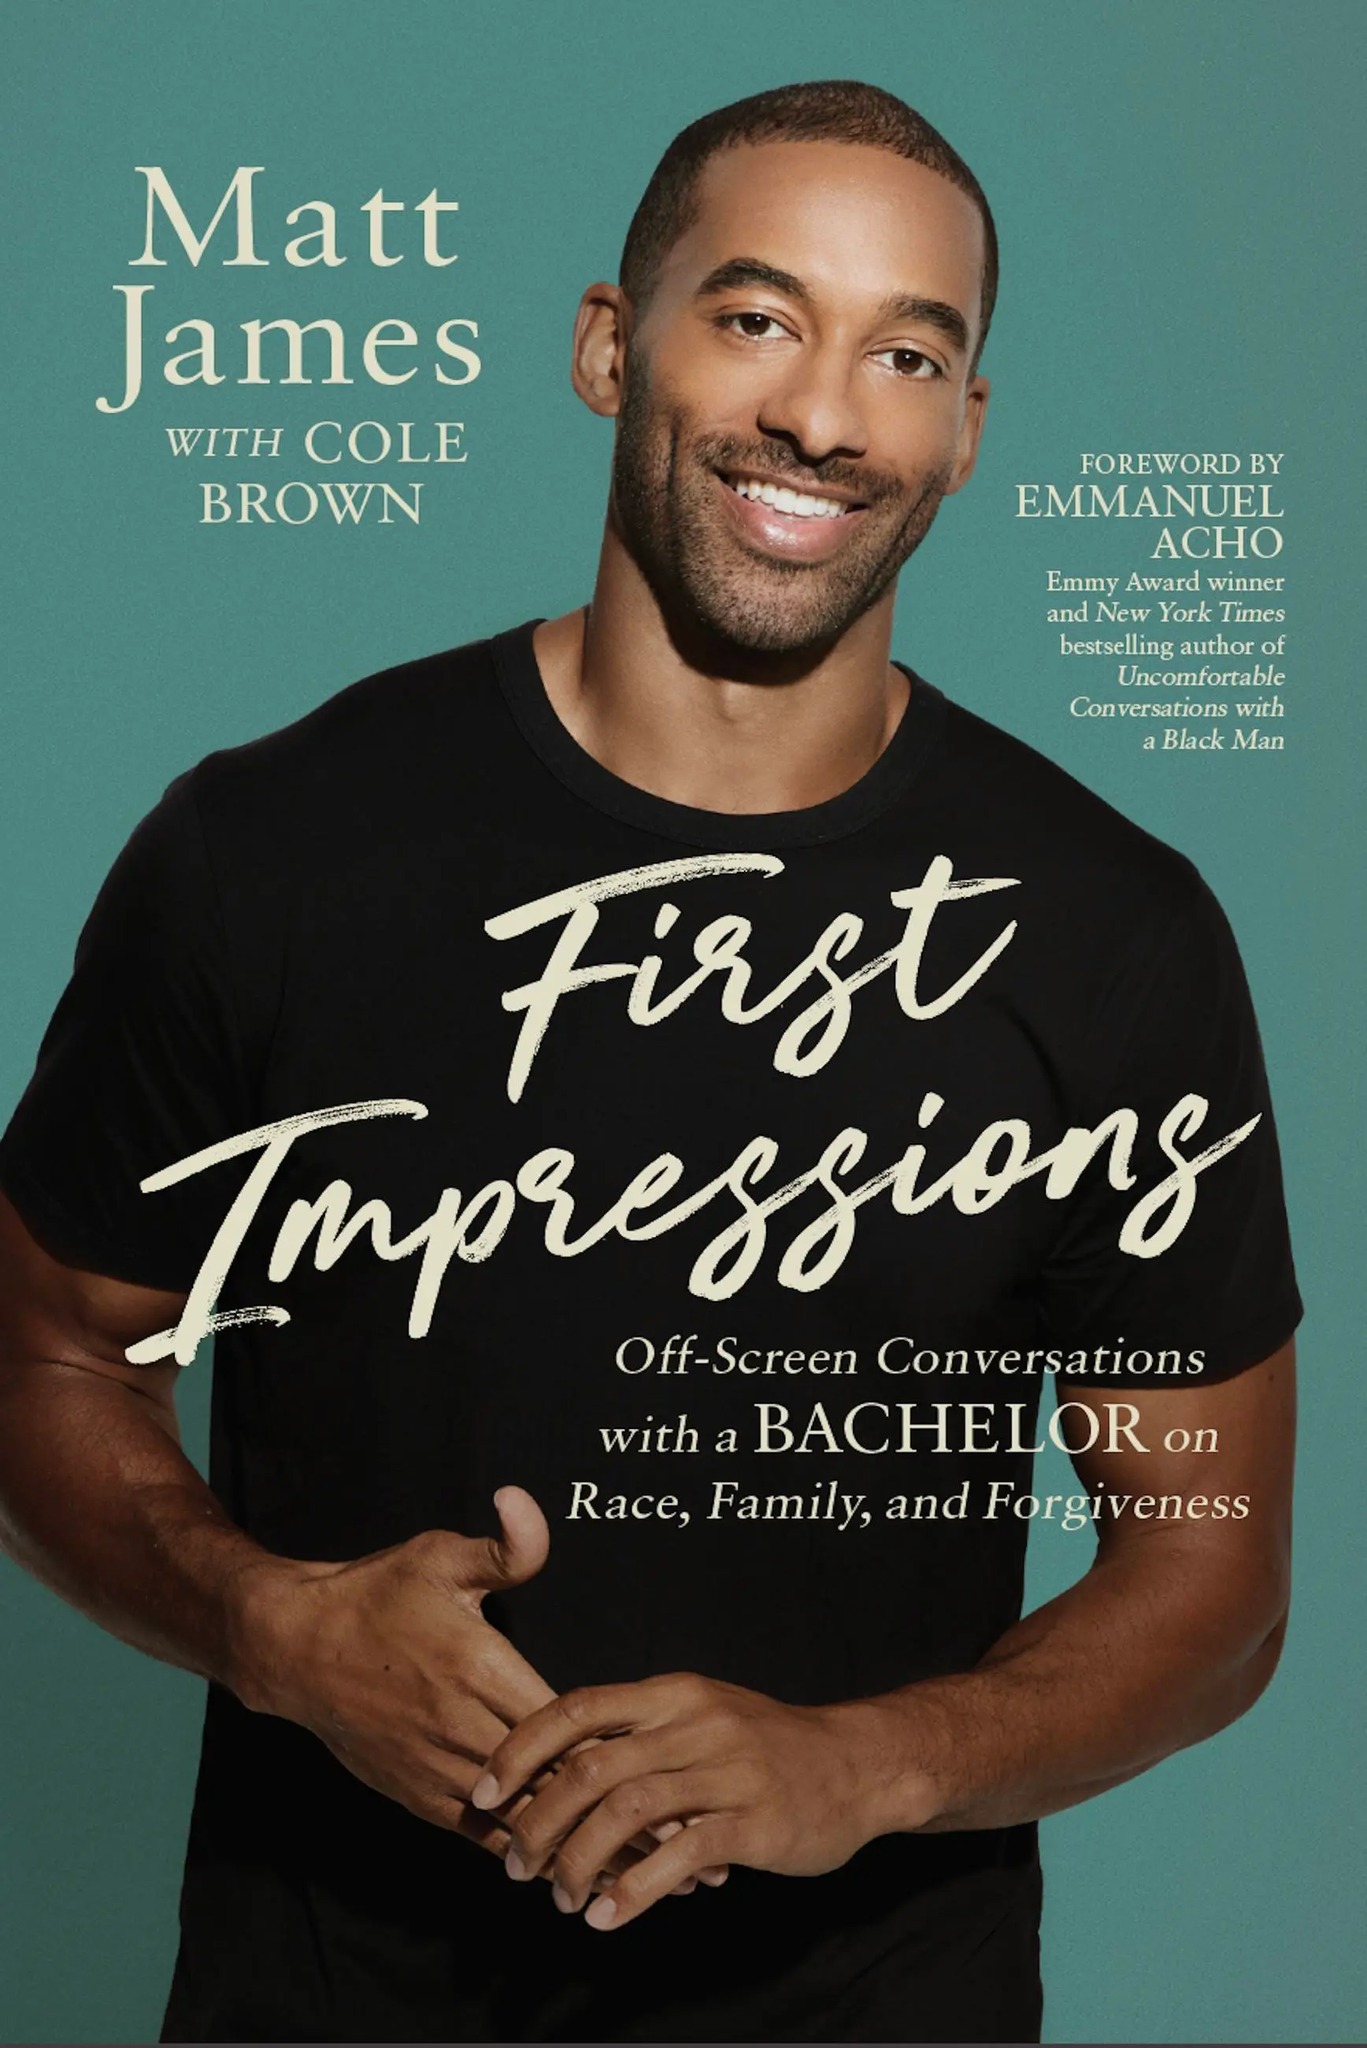 Matt
James
WITH COLE
BROWN
FOREWORD BY
EMMANUEL
ACHO
Emmy Award winner
and New York Times
bestselling author of
Uncomfortable
Conversations with
a Black Man
First
Impressions
Off-Screen Conversations
with a BACHELOR on
Race, Family, and Forgiveness